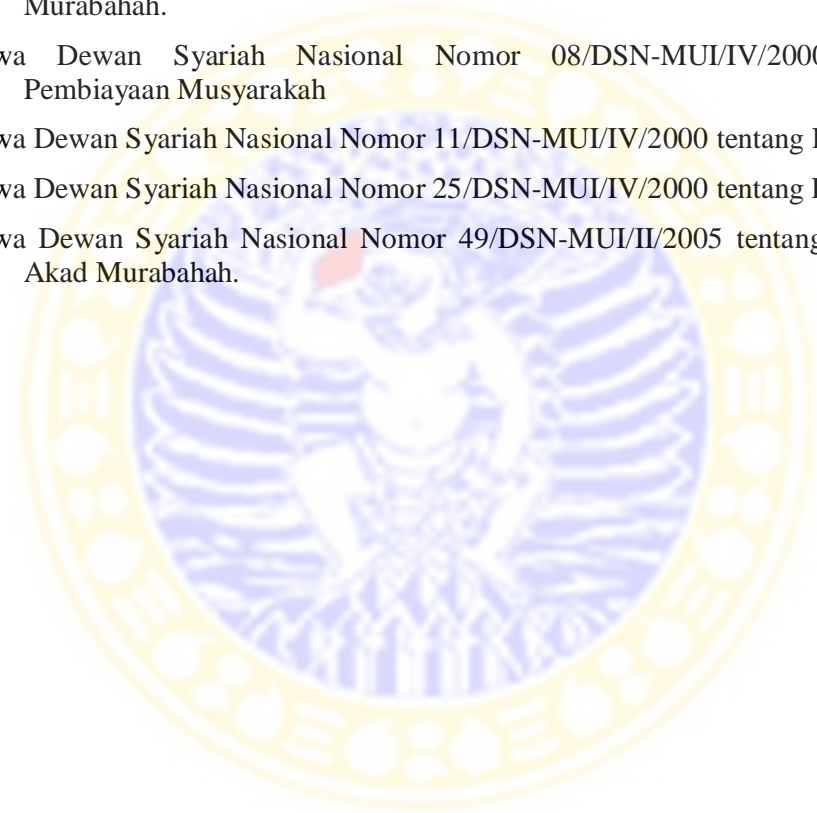 Murabahah.
wa Dewan Syariah Nasional Nomor 08/DSN-MUI/IV/2000
Pembiayaan Musyarakah
wa Dewan Syariah Nasional Nomor 11/DSN-MUI/IV/2000 tentang
wa Dewan Syariah Nasional Nomor 25/DSN-MUI/IV/2000 tentang
wa Dewan Syariah Nasional Nomor 49/DSN-MUI/II/2005 tentang
Akad Murabahah.